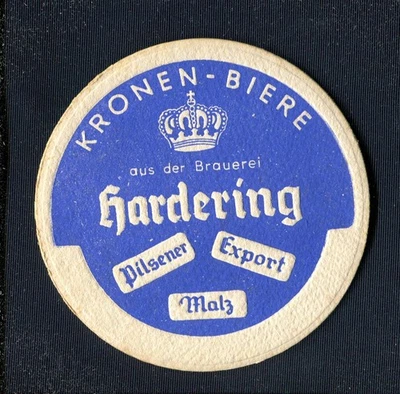 KRONEN-BIERE
aus der Brauerei
Hardering
Pilsener
Export
Malz